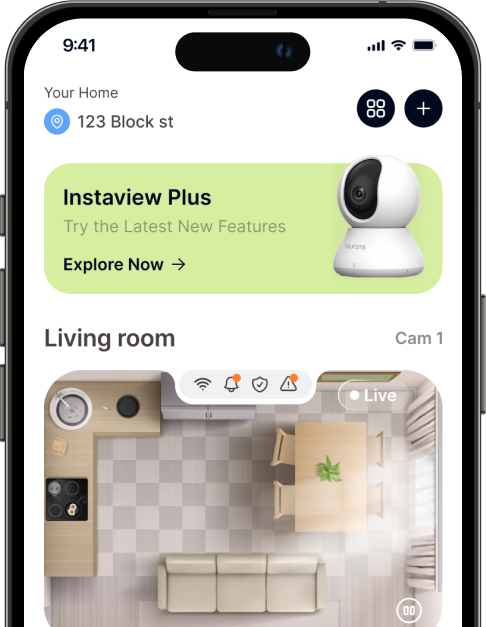 9:41
Your Home
123 Block st
Instaview Plus
Try the Latest New Features
Explore Now →
Living room
Cam 1
Live